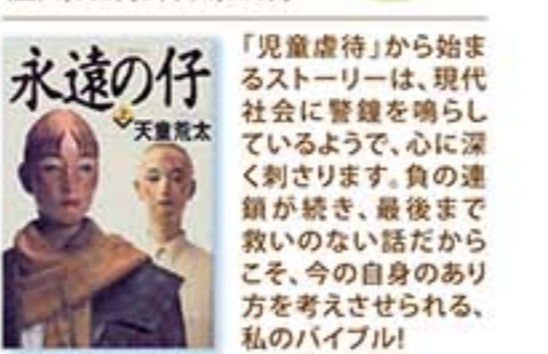 永遠の仔
上
天童荒太
「児童虐待」から始ま
るストーリーは、現代
社会に警鐘を鳴らし
ているようで、心に深
く刺さります。負の連
鎖が続き、最後まで
救いのない話だから
こそ、今の自身のあり
方を考えさせられる、
私のバイブル!